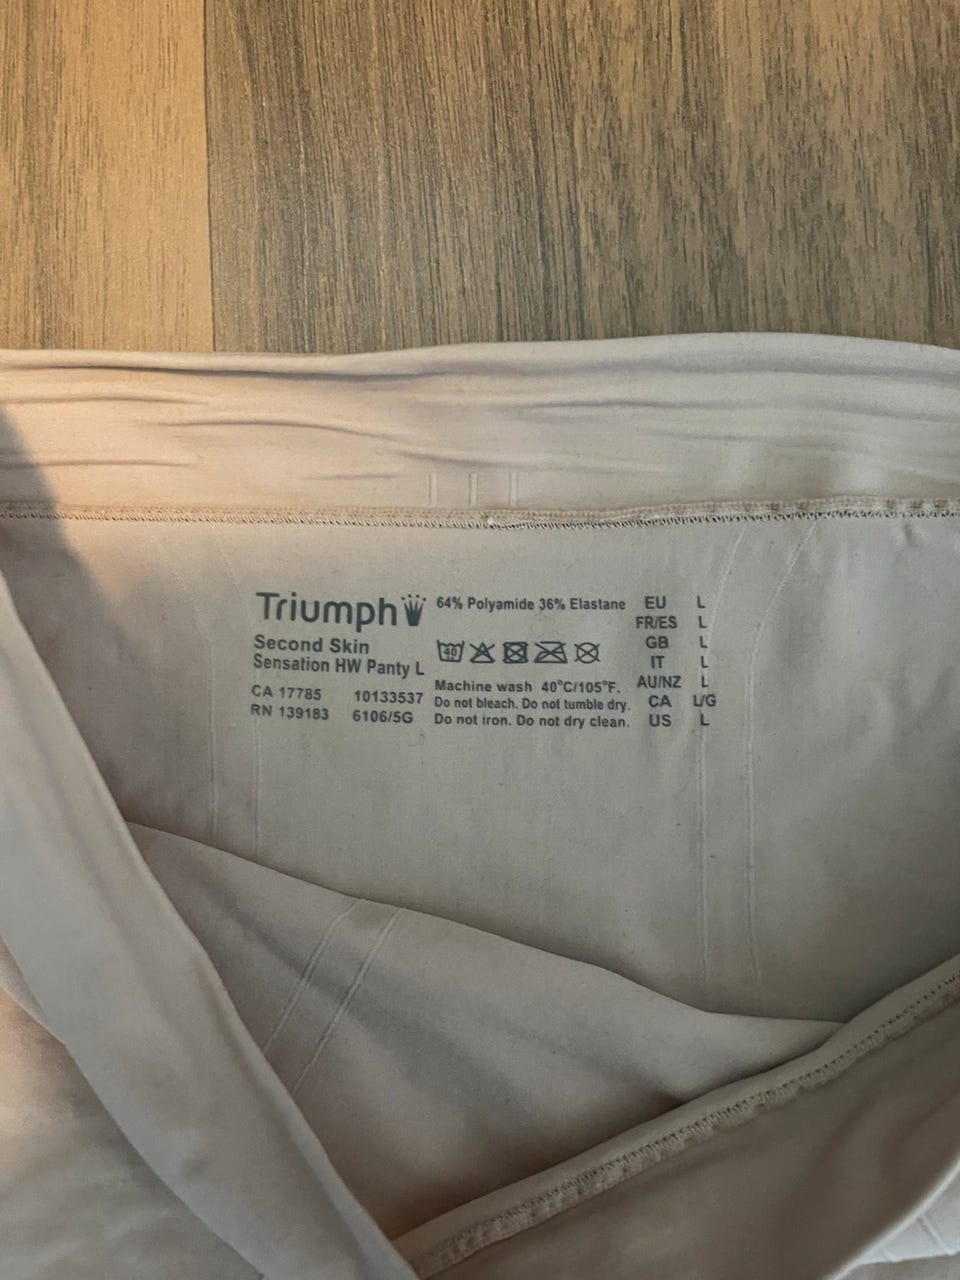 Triumph
Second Skin
Sensation HW Panty L
CA 17785 10133537
RN 139183 6106/5G
64% Polyamide 36% Elastane
40
Machine wash 40°C/105°F.
Do not bleach. Do not tumble dry.
Do not iron. Do not dry clean.
EU L
FR/ES L
GB L
IT L
AU/NZ L
CA L/G
US L